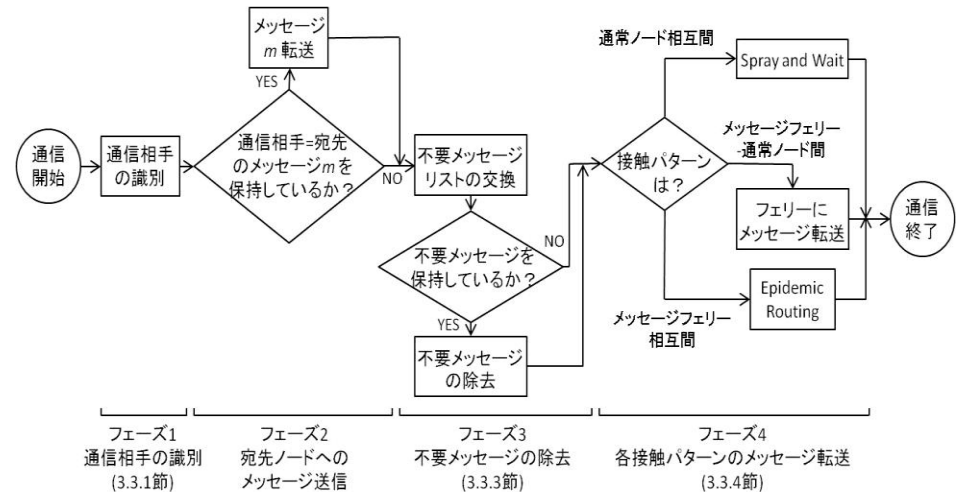 通信
開始
通信相手
の識別
メッセージ
m 転送
YES
通信相手=宛先
のメッセージmを
保持しているか？
NO
不要メッセージ
リストの交換
不要メッセージを
保持しているか？
NO
YES
不要メッセージ
の除去
接触パターン
は？
通常ノード相互間
Spray and Wait
メッセージフェリー
-通常ノード間
フェリーに
メッセージ転送
メッセージフェリー
相互間
Epidemic
Routing
通信
終了
フェーズ1
通信相手の識別
(3.3.1節)
フェーズ2
宛先ノードへの
メッセージ送信
フェーズ3
不要メッセージの除去
(3.3.3節)
フェーズ4
各接触パターンのメッセージ転送
(3.3.4節)